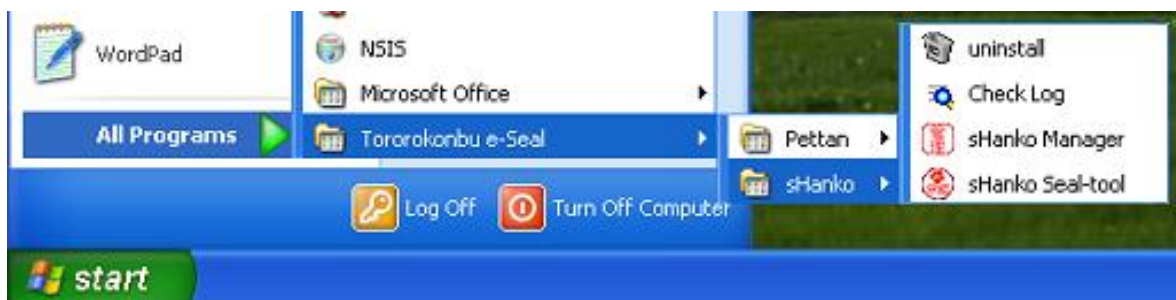 WordPad
All Programs
NSIS
Microsoft Office
Tororokonbu e-Seal
Pettan
sHanko
uninstall
Check Log
sHanko Manager
sHanko Seal-tool
Log Off
Turn Off Computer
start